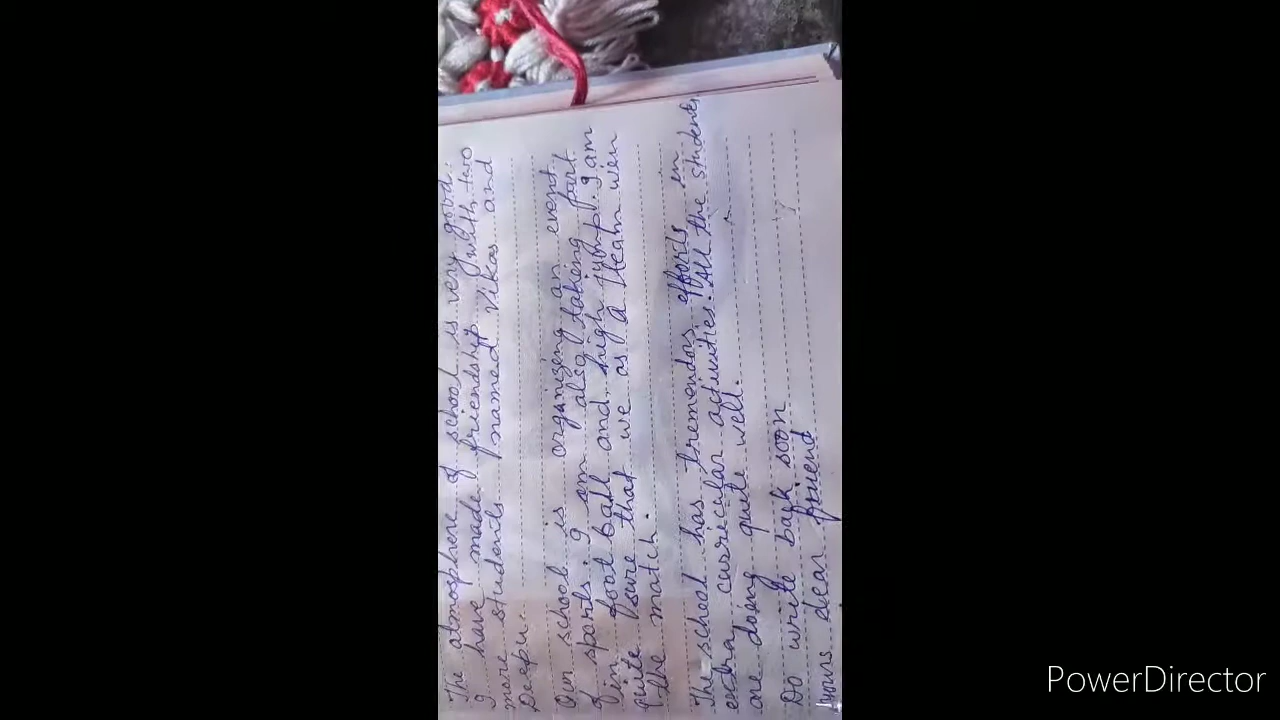 The atmosphere of school is very good.
I have made friendship with two
more students named Vikas and
Deepu.
Our school is organizing an event
of sports. I am also taking part
in foot ball and high jump. I am
quite sure that we as a team win
the match.
The school has tremendos efforts in
extra curricular activities. All the students
are doing quite well.
Do write back soon
yours dear friend
PowerDirector